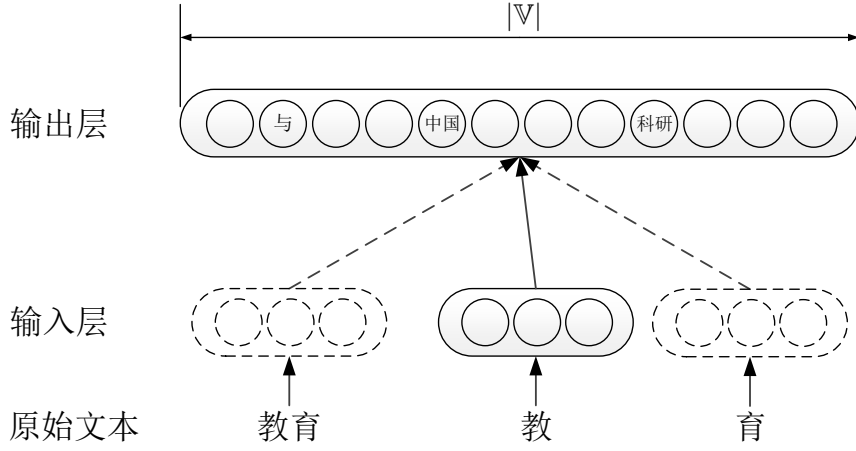 |𝕍|
输出层 与 中国 科研
输入层
原始文本 教育 教 育